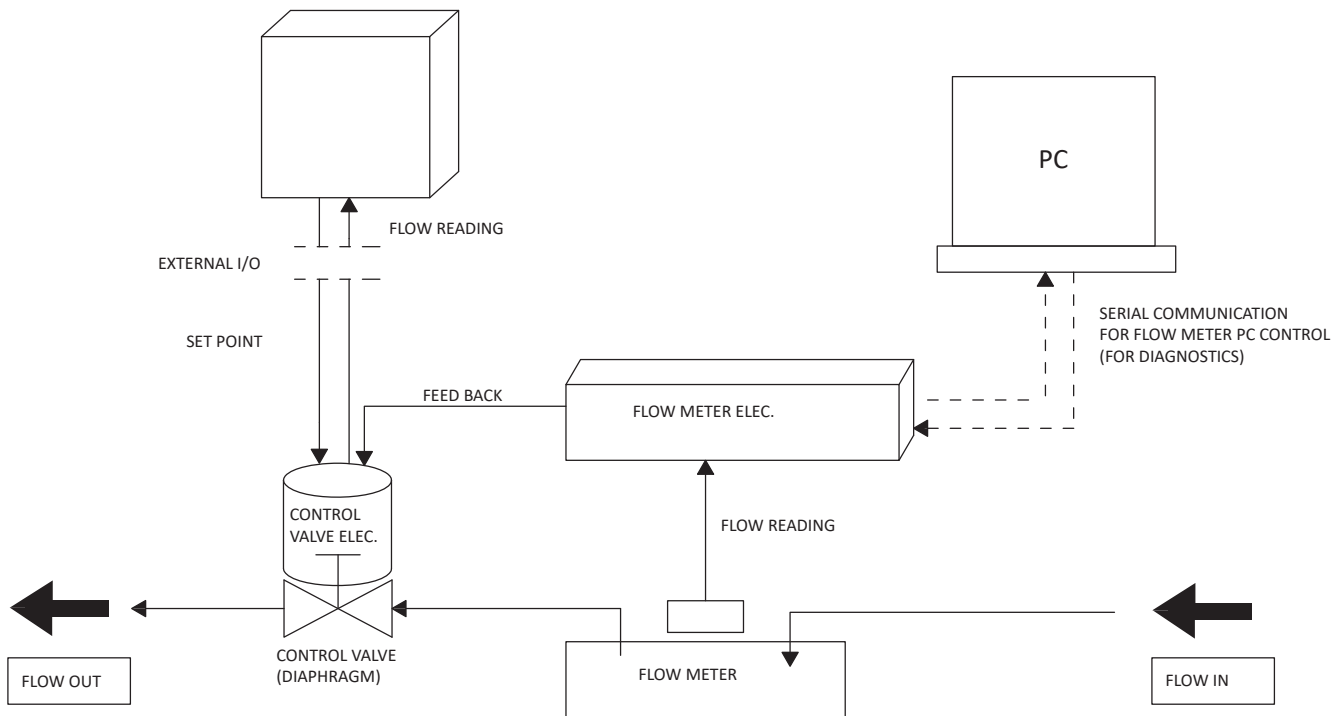 PC
FLOW READING
EXTERNAL I/O
SET POINT
SERIAL COMMUNICATION
FOR FLOW METER PC CONTROL
(FOR DIAGNOSTICS)
FEED BACK
FLOW METER ELEC.
CONTROL
VALVE ELEC.
FLOW READING
CONTROL VALVE
(DIAPHRAGM)
FLOW METER
FLOW OUT
FLOW IN